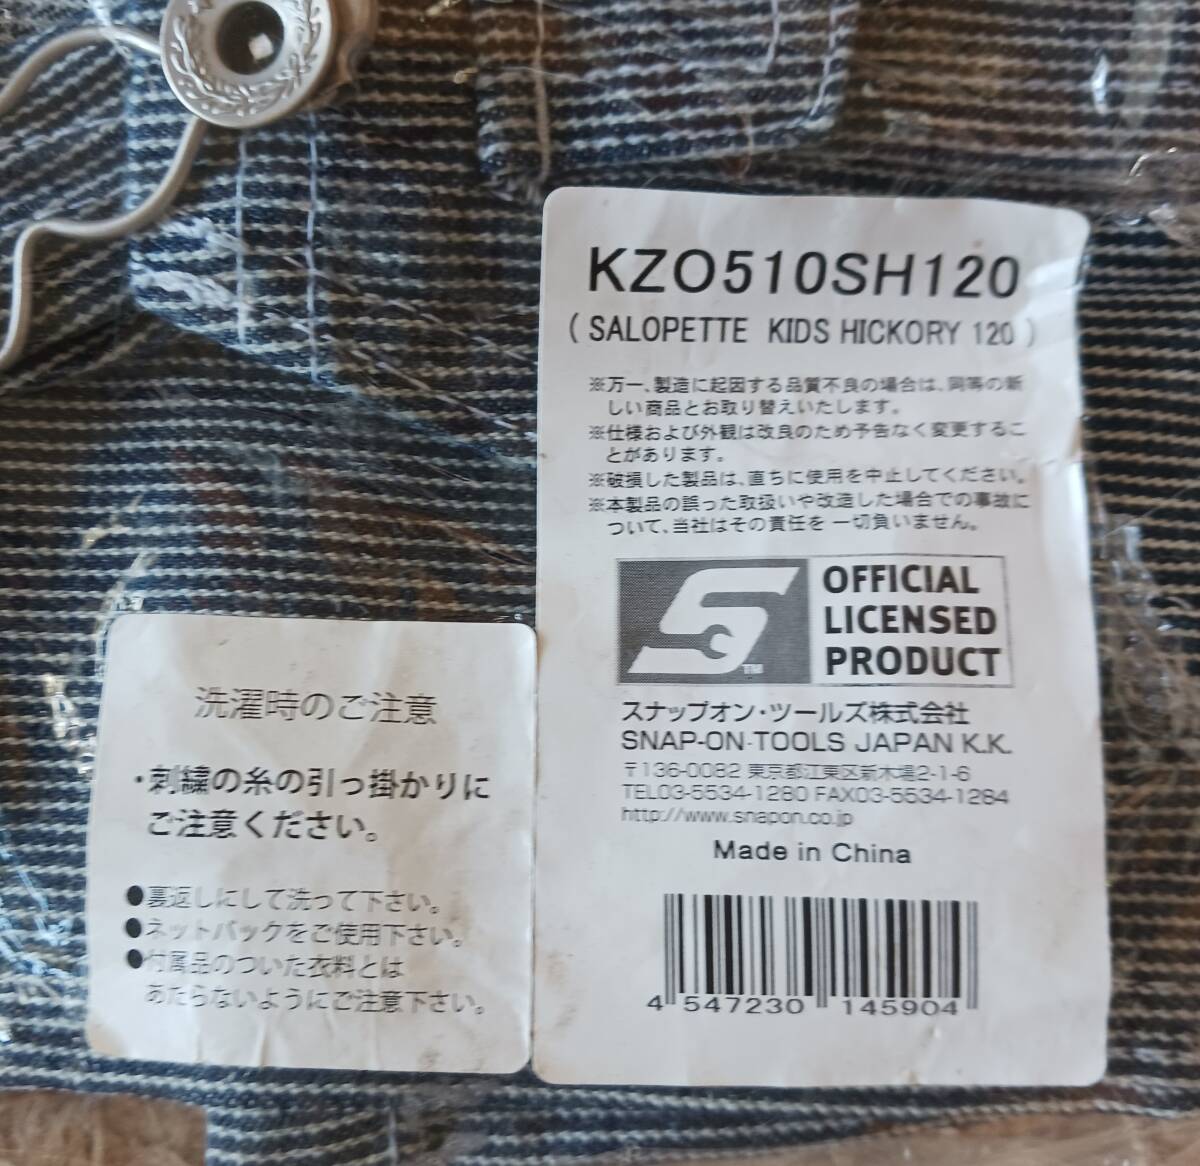 KZO510SH120
( SALOPETTE KIDS HICKORY 120 )
※万一、製造に起因する品質不良の場合は、同等の新
しい商品とお取り替えいたします。
※仕様および外観は改良のため予告なく変更するこ
とがあります。
※破損した製品は、直ちに使用を中止してください。
※本製品の誤った取扱いや改造した場合での事故に
ついて、当社はその責任を一切負いません。
S TM
OFFICIAL
LICENSED
PRODUCT
スナップオン・ツールズ株式会社
SNAP-ON-TOOLS JAPAN K.K.
〒136-0082 東京都江東区新木場2-1-6
TEL03-5534-1280 FAX03-5534-1284
http://www.snapon.co.jp
Made in China
4 547230 145904
洗濯時のご注意
・刺繍の糸の引っ掛かりに
ご注意ください。
●裏返しにして洗って下さい。
●ネットバックをご使用下さい。
●付属品のついた衣料とは
あたらないようにご注意下さい。